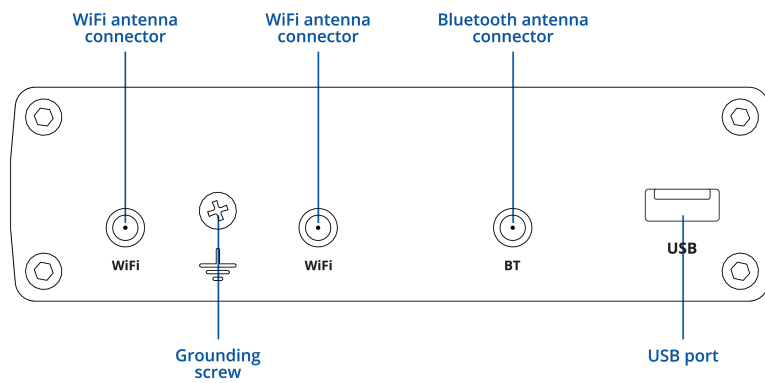 WiFi antenna
connector
WiFi antenna
connector
Bluetooth antenna
connector
WiFi
WiFi
BT
USB
Grounding
screw
USB port